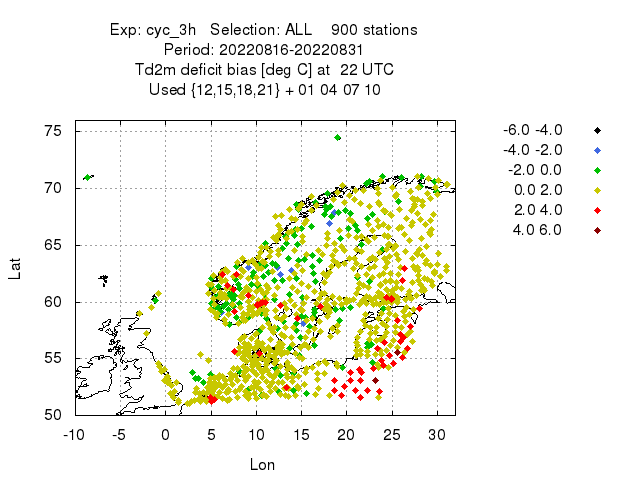 Exp: cyc_3h   Selection: ALL    900 stations
Period: 20220816-20220831
Td2m deficit bias [deg C] at  22 UTC
Used {12,15,18,21} + 01 04 07 10
-6.0 -4.0
-4.0 -2.0
-2.0 0.0
0.0 2.0
2.0 4.0
4.0 6.0
75
70
65
60
55
50
Lat
-10 -5 0 5 10 15 20 25 30
Lon